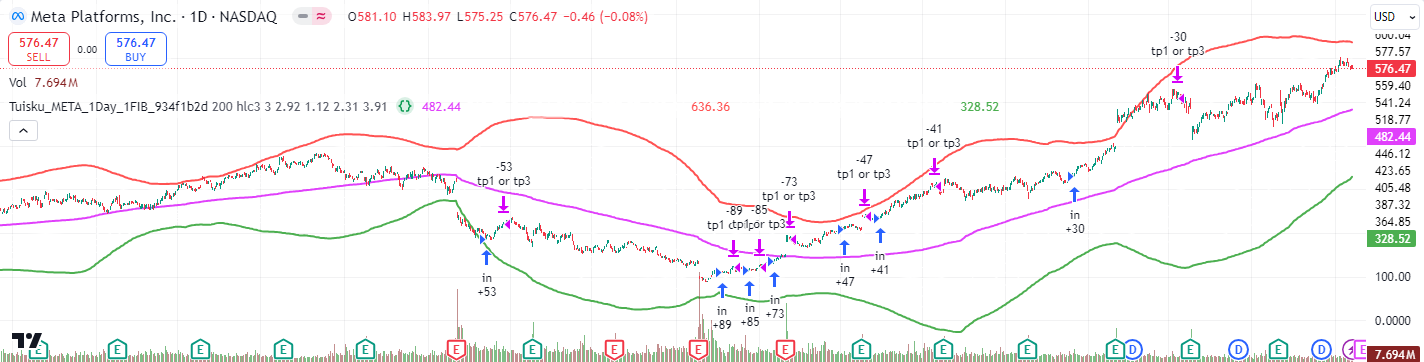 Meta Platforms, Inc. · 1D · NASDAQ O581.10 H583.97 L575.25 C576.47 −0.46 (−0.08%)
USD
576.47
SELL
0.00
576.47
BUY
Vol 7.694M
Tuisku_META_1Day_1FIB_934f1b2d 200 hlc3 3 2.92 1.12 2.31 3.91 {} 482.44 636.36 328.52
-53
tp1 or tp3
in
+53
-89
in
+89
-85
in
+85
-73
tp1 or tp3
in
+73
-47
tp1 or tp3
in
+47
-41
tp1 or tp3
in
+41
-30
tp1 or tp3
in
+30
600.04
577.57
576.47
559.40
541.24
518.77
482.44
446.12
423.65
405.48
387.32
364.85
328.52
100.00
0.0000
7.694M
E E E E E E E E E E E E E E D E D E D E